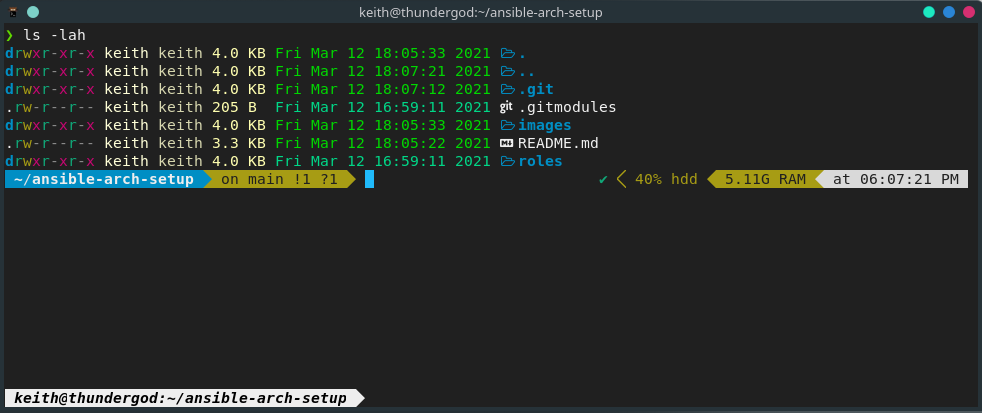 keith@thundergod:~/ansible-arch-setup
❯ ls -lah
drwxr-xr-x keith keith 4.0 KB Fri Mar 12 18:05:33 2021 .
drwxr-xr-x keith keith 4.0 KB Fri Mar 12 18:07:21 2021 ..
drwxr-xr-x keith keith 4.0 KB Fri Mar 12 18:07:12 2021 .git
.rw-r--r-- keith keith 205 B  Fri Mar 12 16:59:11 2021 git .gitmodules
drwxr-xr-x keith keith 4.0 KB Fri Mar 12 18:05:33 2021 images
.rw-r--r-- keith keith 3.3 KB Fri Mar 12 18:05:22 2021 README.md
drwxr-xr-x keith keith 4.0 KB Fri Mar 12 16:59:11 2021 roles
~/ansible-arch-setup on main !1 ?1 ✔ 40% hdd 5.11G RAM at 06:07:21 PM
keith@thundergod:~/ansible-arch-setup